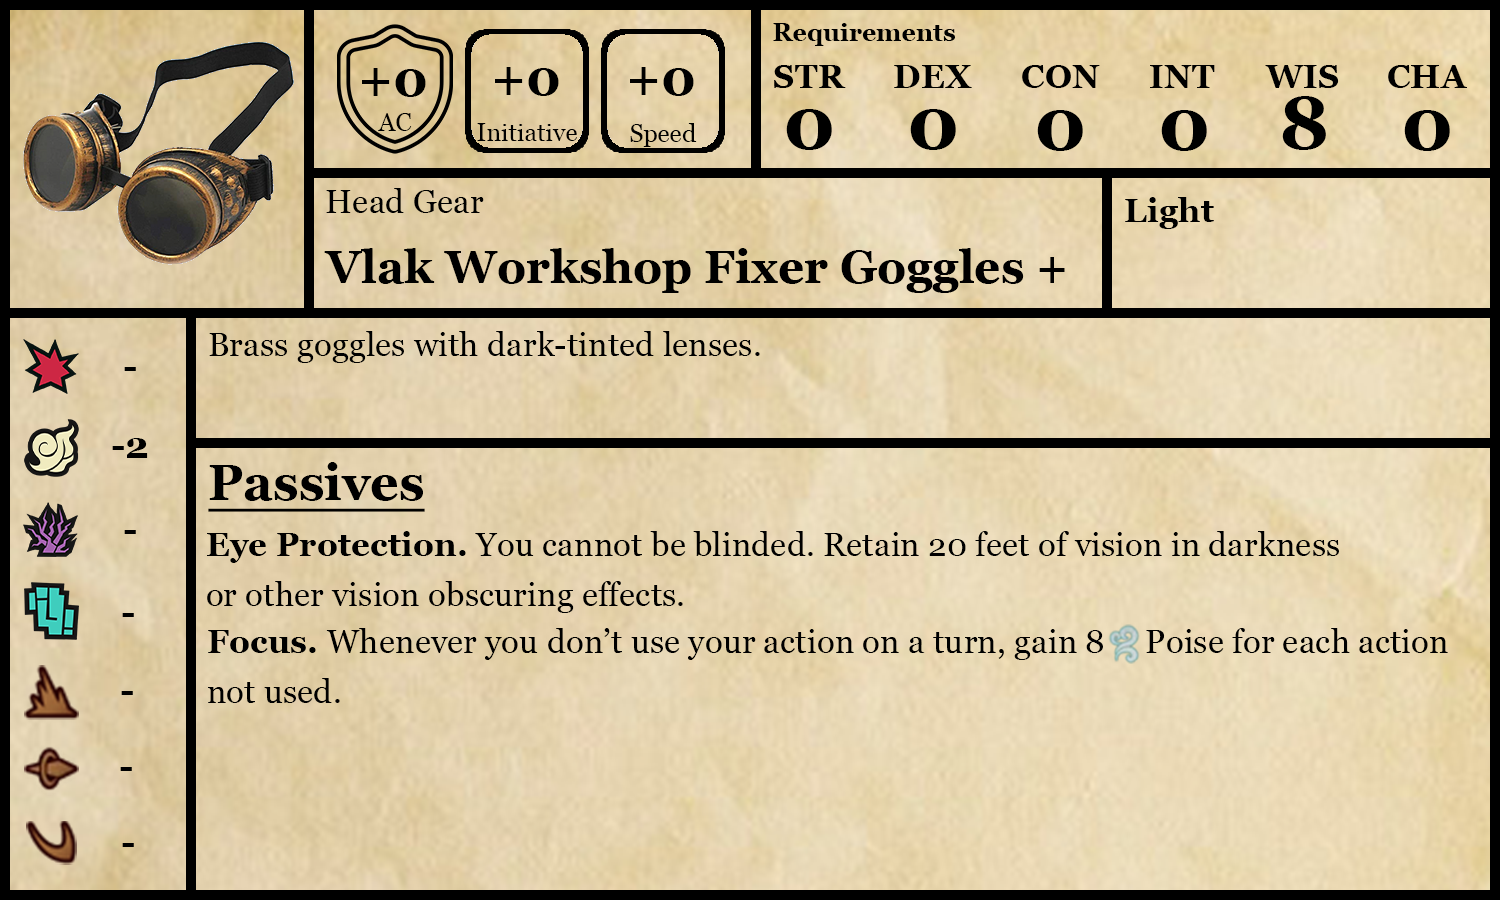 +0
AC
+0
Initiative
+0
Speed
Requirements
STR DEX CON INT WIS CHA
0 0 0 0 8 0
Head Gear
Vlak Workshop Fixer Goggles +
Light
-
-2
-
-
-
-
-
Brass goggles with dark-tinted lenses.
Passives
Eye Protection. You cannot be blinded. Retain 20 feet of vision in darkness
or other vision obscuring effects.
Focus. Whenever you don’t use your action on a turn, gain 8 Poise for each action
not used.